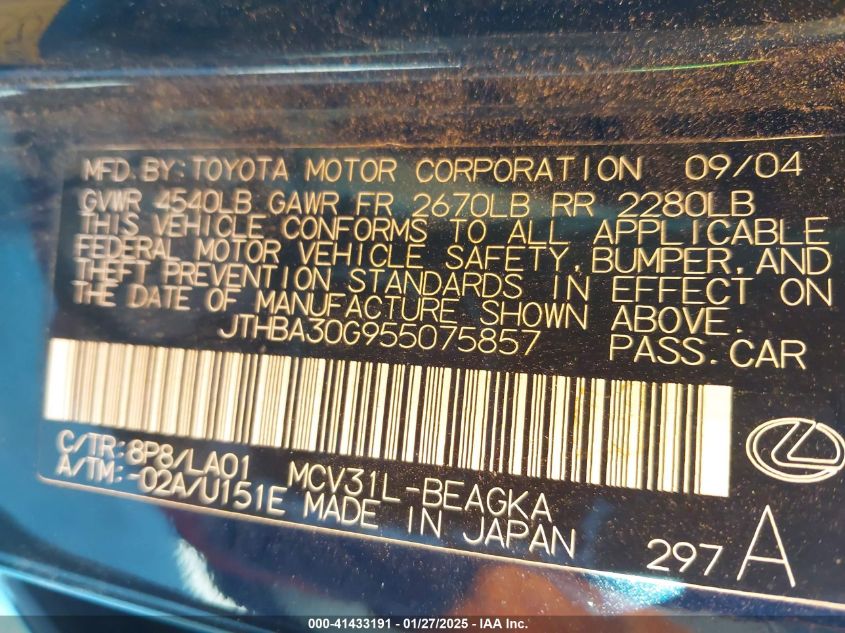 MFD. BY: TOYOTA MOTOR CORPORATION 09/04
GVWR 4540LB GAWR FR 2670LB RR 2280LB
THIS VEHICLE CONFORMS TO ALL APPLICABLE
FEDERAL MOTOR VEHICLE SAFETY, BUMPER, AND
THEFT PREVENTION STANDARDS IN EFFECT ON
THE DATE OF MANUFACTURE SHOWN ABOVE.
JTHBA30G955075857 PASS. CAR
C/TR: 8P8/LA01 MCV31L-BEAGKA
A/TM: -02A/U151E MADE IN JAPAN
297 A
000-41433191 - 01/27/2025 - IAA Inc.